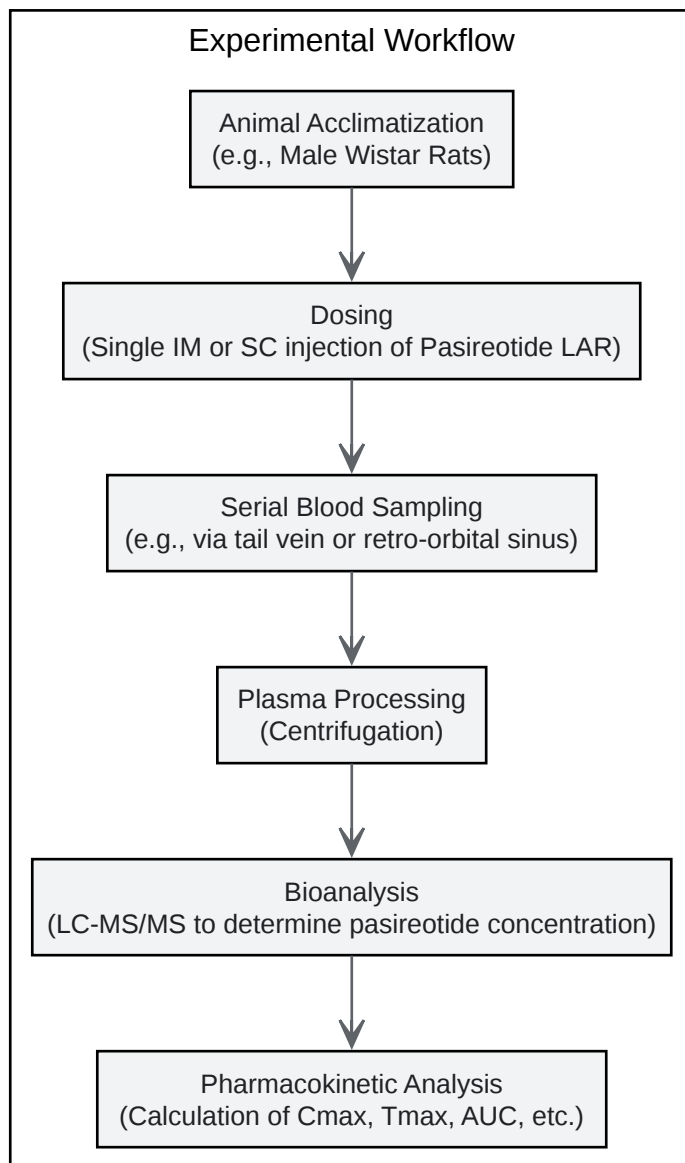 Experimental Workflow
Animal Acclimatization
(e.g., Male Wistar Rats)
Dosing
(Single IM or SC injection of Pasireotide LAR)
Serial Blood Sampling
(e.g., via tail vein or retro-orbital sinus)
Plasma Processing
(Centrifugation)
Bioanalysis
(LC-MS/MS to determine pasireotide concentration)
Pharmacokinetic Analysis
(Calculation of Cmax, Tmax, AUC, etc.)